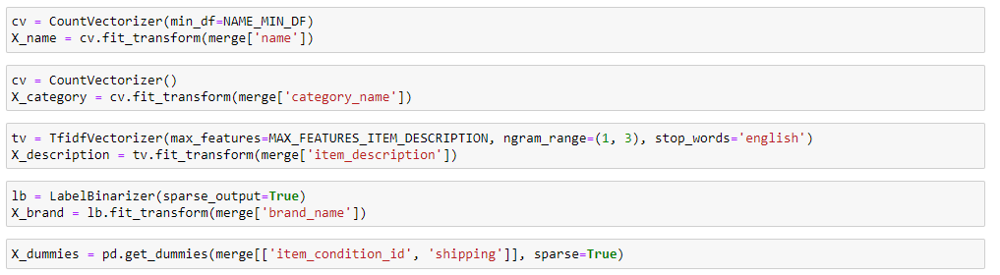 cv = CountVectorizer(min_df=NAME_MIN_DF)
X_name = cv.fit_transform(merge['name'])
cv = CountVectorizer()
X_category = cv.fit_transform(merge['category_name'])
tv = TfidfVectorizer(max_features=MAX_FEATURES_ITEM_DESCRIPTION, ngram_range=(1, 3), stop_words='english')
X_description = tv.fit_transform(merge['item_description'])
lb = LabelBinarizer(sparse_output=True)
X_brand = lb.fit_transform(merge['brand_name'])
X_dummies = pd.get_dummies(merge[['item_condition_id', 'shipping']], sparse=True)